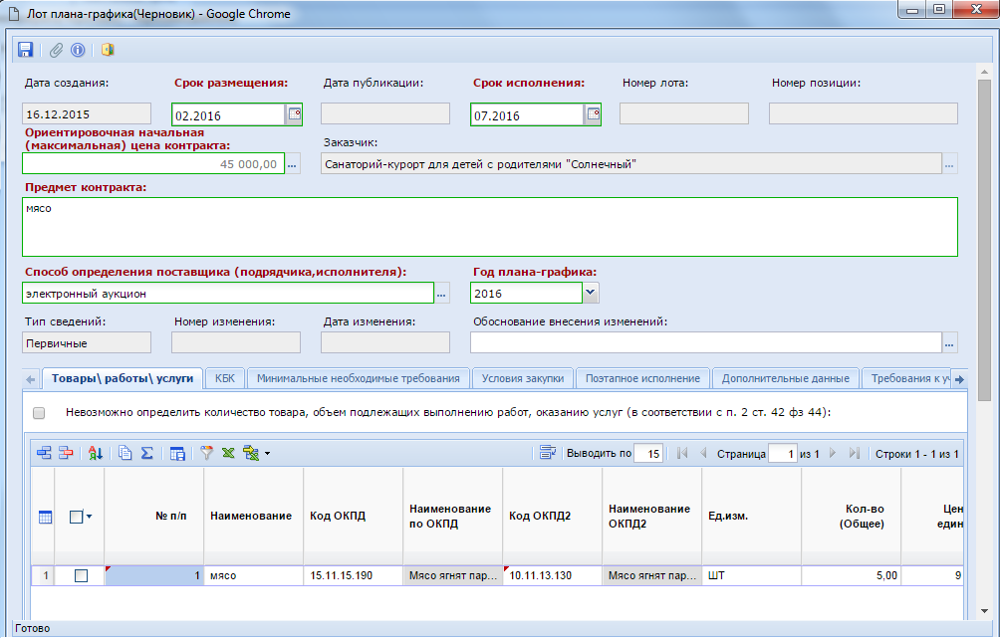 Лот плана-графика(Черновик) - Google Chrome
Дата создания: Срок размещения: Дата публикации: Срок исполнения: Номер лота: Номер позиции:
16.12.2015 02.2016 07.2016
Ориентировочная начальная
(максимальная) цена контракта: Заказчик:
45 000,00 ... Санаторий-курорт для детей с родителями "Солнечный" ...
Предмет контракта:
мясо
Способ определения поставщика (подрядчика,исполнителя): Год плана-графика:
электронный аукцион ... 2016
Тип сведений: Номер изменения: Дата изменения: Обоснование внесения изменений:
Первичные ...
Товары\ работы\ услуги КБК Минимальные необходимые требования Условия закупки Поэтапное исполнение Дополнительные данные Требования к уч
Невозможно определить количество товара, объем подлежащих выполнению работ, оказанию услуг (в соответствии с п. 2 ст. 42 фз 44):
Выводить по 15 Страница 1 из 1 Строки 1 - 1 из 1
№ п/п Наименование Код ОКПД Наименование по ОКПД Код ОКПД2 Наименование ОКПД2 Ед.изм. Кол-во (Общее) Цен един
1 1 мясо 15.11.15.190 Мясо ягнят пар... 10.11.13.130 Мясо ягнят пар... ШТ 5,00 9
Готово